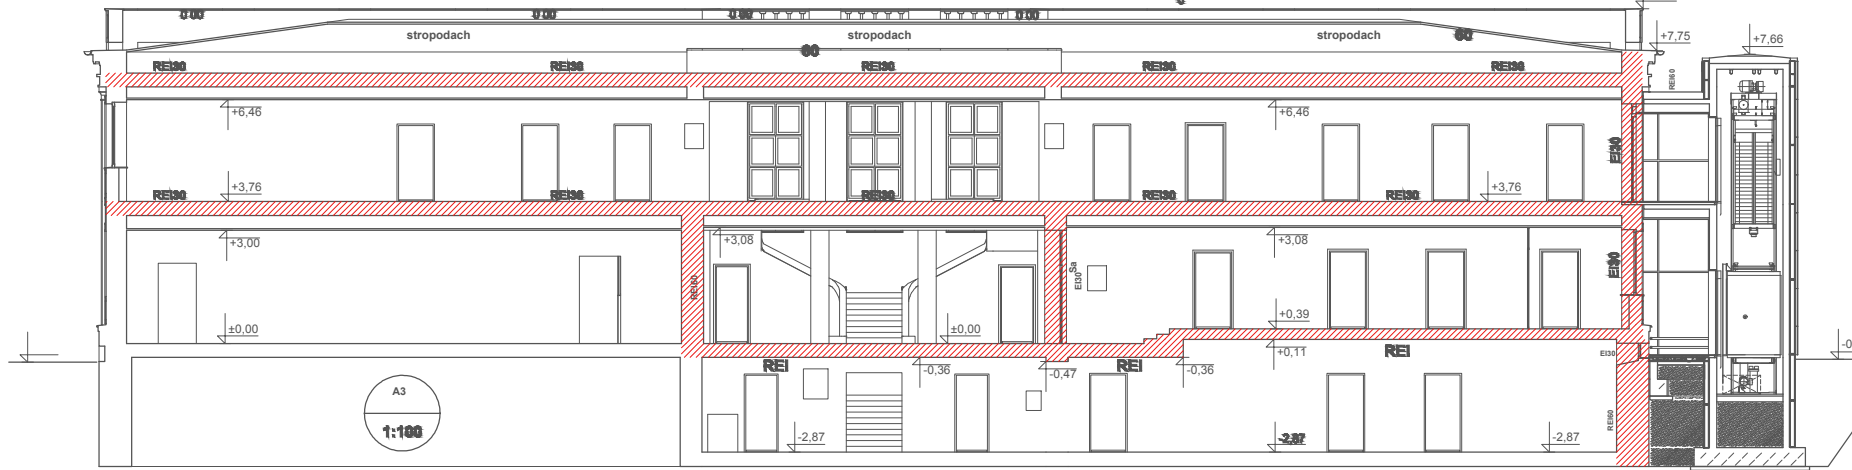 0 00 0 00 0 00 0 00
stropodach stropodach stropodach 60
60
+7,75 +7,66
REI30 REI30 REI30 REI30 REI30
REI60
+6,46 +6,46
EI30
+3,76 +3,76
REI30 REI30 REI30 REI30 REI30
+3,00 +3,08 +3,08
EI30
REI60
EI30Sa
±0,00 ±0,00 +0,39
+0,11 REI EI30
REI -0,36 -0,47 REI -0,36
-0
A3
1:100
REI60
-2,87 -2,87 -2,87